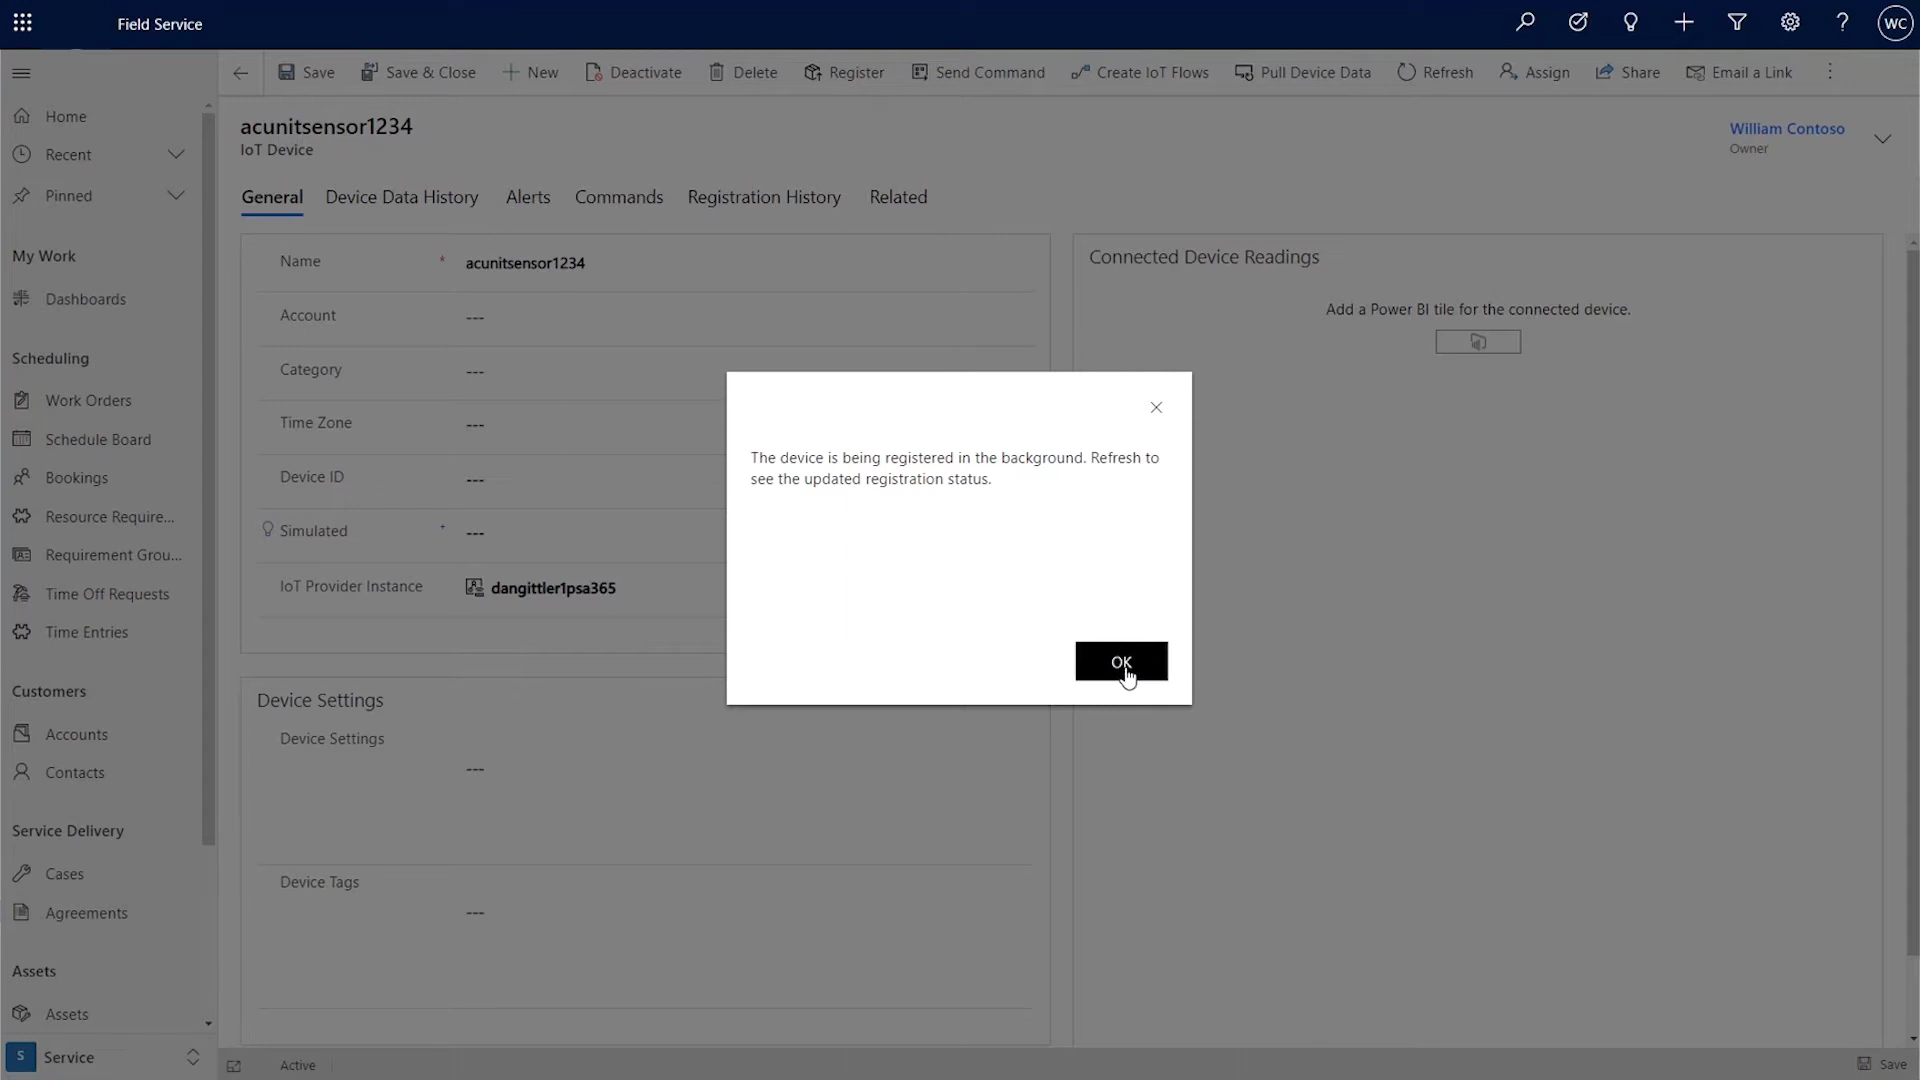 Field Service
WC
Save
Save & Close
New
Deactivate
Delete
Register
Send Command
Create IoT Flows
Pull Device Data
Refresh
Assign
Share
Email a Link
Home
Recent
Pinned
My Work
Dashboards
Scheduling
Work Orders
Schedule Board
Bookings
Resource Require...
Requirement Grou...
Time Off Requests
Time Entries
Customers
Accounts
Contacts
Service Delivery
Cases
Agreements
Assets
Assets
S
Service
acunitsensor1234
IoT Device
William Contoso
Owner
General
Device Data History
Alerts
Commands
Registration History
Related
Name * acunitsensor1234
Account ---
Category ---
Time Zone ---
Device ID ---
Simulated + ---
IoT Provider Instance dangittler1psa365
Device Settings
Device Settings
---
Device Tags
---
Connected Device Readings
Add a Power BI tile for the connected device.
The device is being registered in the background. Refresh to
see the updated registration status.
OK
Active
Save